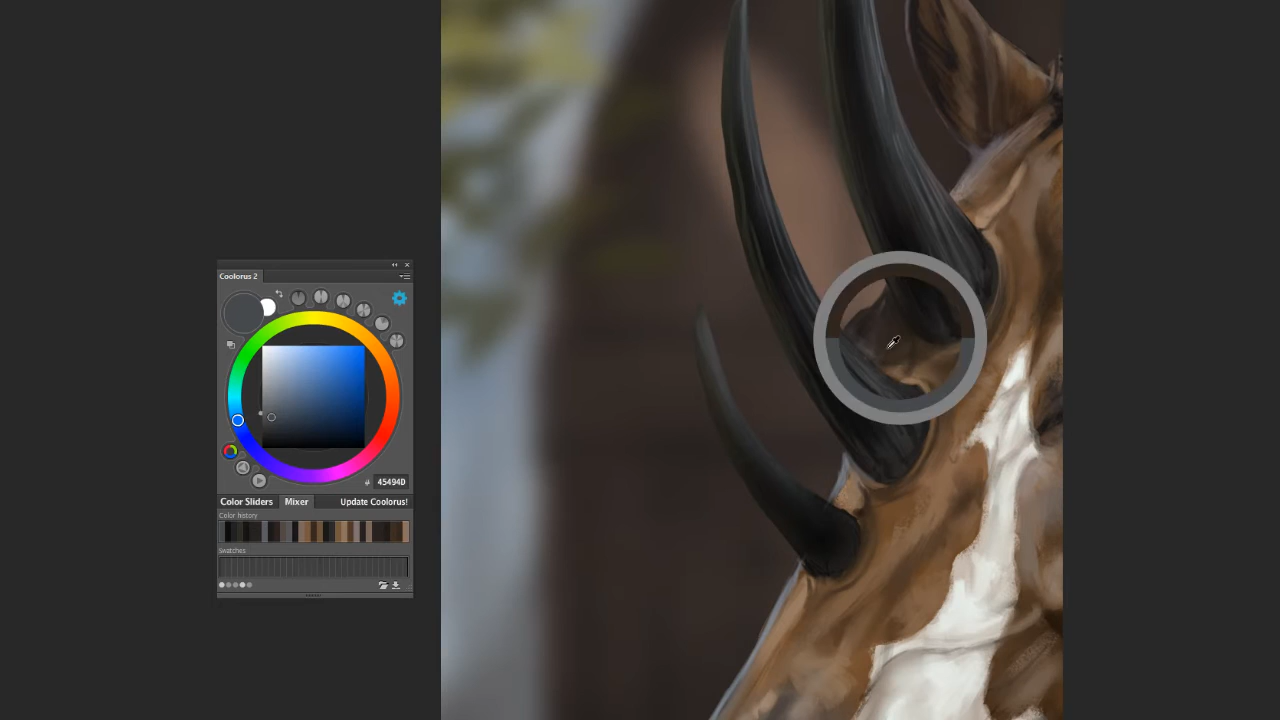 Coolorus 2
# 45494D
Color Sliders Mixer Update Coolorus!
Color history
Swatches